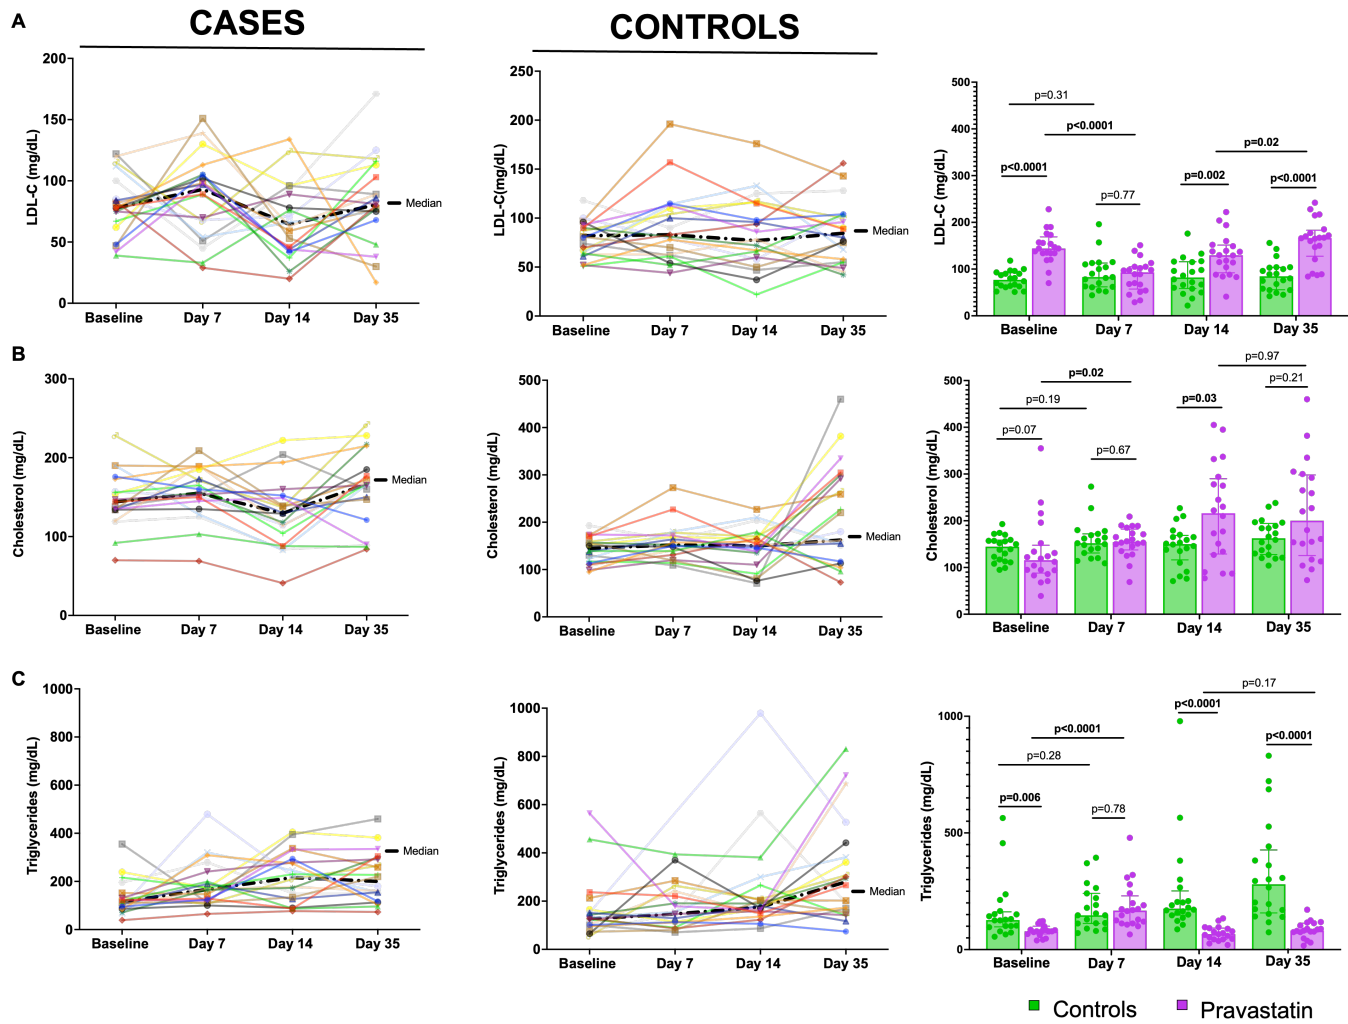 A
CASES
CONTROLS
LDL-C (mg/dL)
200
150
100
50
0
Baseline
Day 7
Day 14
Day 35
Median
LDL-C(mg/dL)
250
200
150
100
50
0
Baseline
Day 7
Day 14
Day 35
Median
LDL-C (mg/dL)
500
400
300
200
100
0
p=0.31
p<0.0001
p=0.02
p<0.0001
p=0.77
p=0.002
p<0.0001
Baseline
Day 7
Day 14
Day 35
B
Cholesterol (mg/dL)
300
200
100
0
Baseline
Day 7
Day 14
Day 35
Median
Cholesterol (mg/dL)
500
400
300
200
100
0
Baseline
Day 7
Day 14
Day 35
Median
Cholesterol (mg/dL)
500
400
300
200
100
0
p=0.97
p=0.02
p=0.21
p=0.19
p=0.03
p=0.07
p=0.67
Baseline
Day 7
Day 14
Day 35
C
Triglycerides (mg/dL)
1000
800
600
400
200
0
Baseline
Day 7
Day 14
Day 35
Median
Triglycerides (mg/dL)
1000
800
600
400
200
0
Baseline
Day 7
Day 14
Day 35
Median
Triglycerides (mg/dL)
1000
500
0
p=0.17
p<0.0001
p<0.0001
p<0.0001
p=0.28
p=0.006
p=0.78
Baseline
Day 7
Day 14
Day 35
Controls
Pravastatin